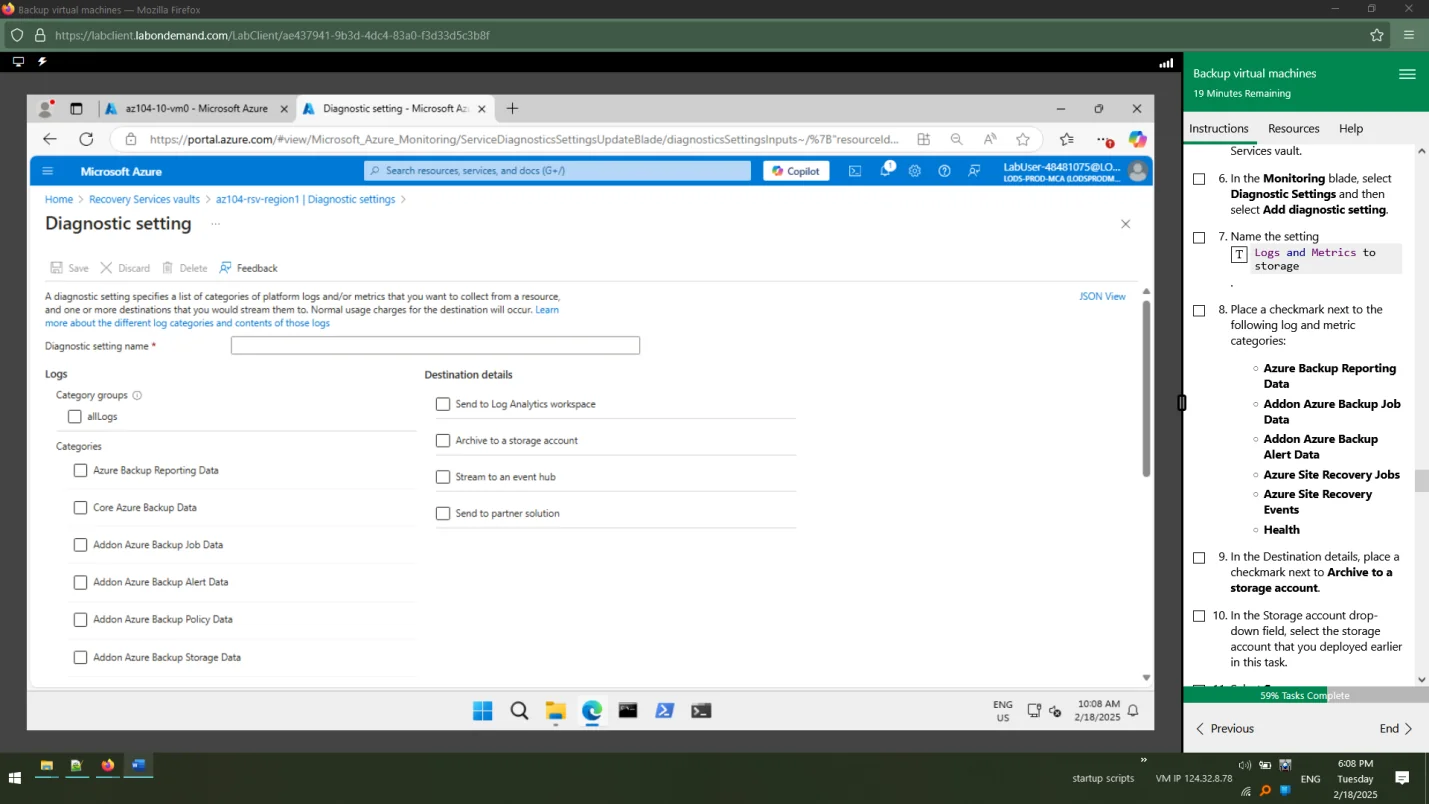 Backup virtual machines — Mozilla Firefox
https://labclient.labondemand.com/LabClient/ae437941-9b3d-4dc4-83a0-f3d33d5c3b8f
az104-10-vm0 - Microsoft Azure
Diagnostic setting - Microsoft Az
https://portal.azure.com/#view/Microsoft_Azure_Monitoring/ServiceDiagnosticsSettingsUpdateBlade/diagnosticsSettingsInputs~/%7B"resourceId...
Microsoft Azure
Search resources, services, and docs (G+/)
Copilot
1
LabUser-48481075@LO...
LODS-PROD-MCA (LODSPRODM...
Home > Recovery Services vaults > az104-rsv-region1 | Diagnostic settings >
Diagnostic setting ...
Save Discard Delete Feedback
A diagnostic setting specifies a list of categories of platform logs and/or metrics that you want to collect from a resource,
and one or more destinations that you would stream them to. Normal usage charges for the destination will occur. Learn
more about the different log categories and contents of those logs
JSON View
Diagnostic setting name *
Logs
Category groups
allLogs
Categories
Azure Backup Reporting Data
Core Azure Backup Data
Addon Azure Backup Job Data
Addon Azure Backup Alert Data
Addon Azure Backup Policy Data
Addon Azure Backup Storage Data
Destination details
Send to Log Analytics workspace
Archive to a storage account
Stream to an event hub
Send to partner solution
ENG
US
10:08 AM
2/18/2025
Backup virtual machines
19 Minutes Remaining
Instructions Resources Help
Services vault.
6. In the Monitoring blade, select
Diagnostic Settings and then
select Add diagnostic setting.
7. Name the setting
T Logs and Metrics to
storage
.
8. Place a checkmark next to the
following log and metric
categories:
Azure Backup Reporting
Data
Addon Azure Backup Job
Data
Addon Azure Backup
Alert Data
Azure Site Recovery Jobs
Azure Site Recovery
Events
Health
9. In the Destination details, place a
checkmark next to Archive to a
storage account.
10. In the Storage account drop-
down field, select the storage
account that you deployed earlier
in this task.
59% Tasks Complete
Previous
End
startup scripts
VM IP 124.32.8.78
ENG
6:08 PM
Tuesday
2/18/2025